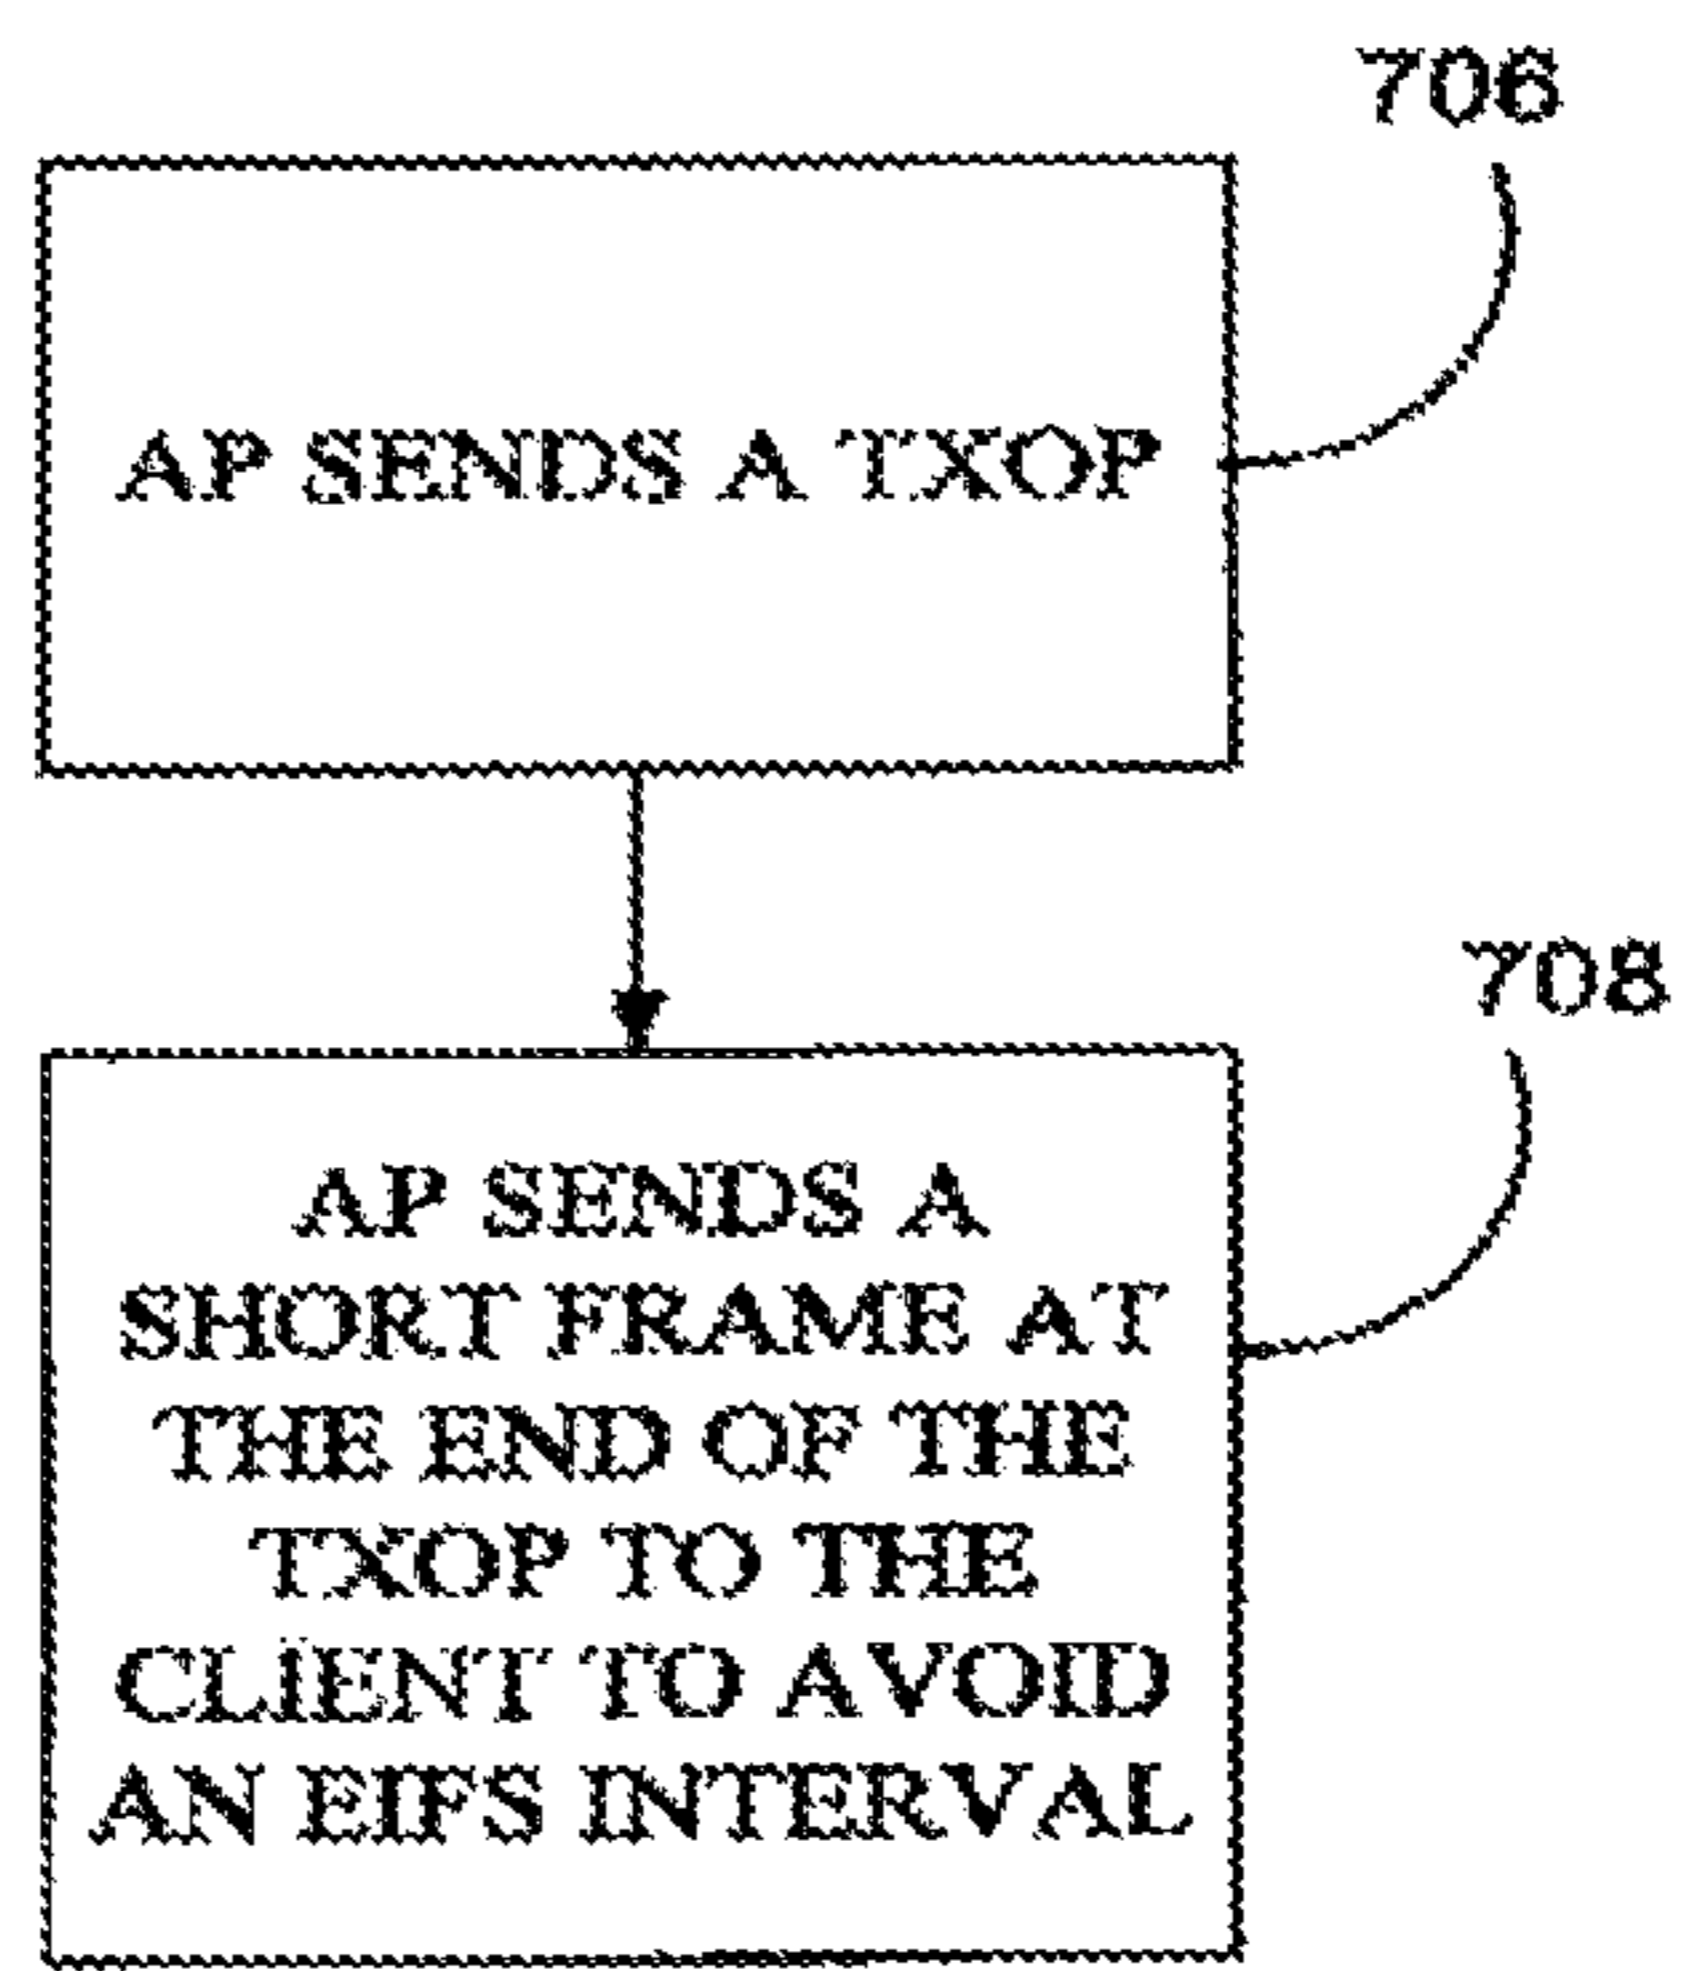 706
AP SENDS A TXOP
708
AP SENDS A
SHORT FRAME AT
THE END OF THE
TXOP TO THE
CLIENT TO AVOID
AN EIFS INTERVAL